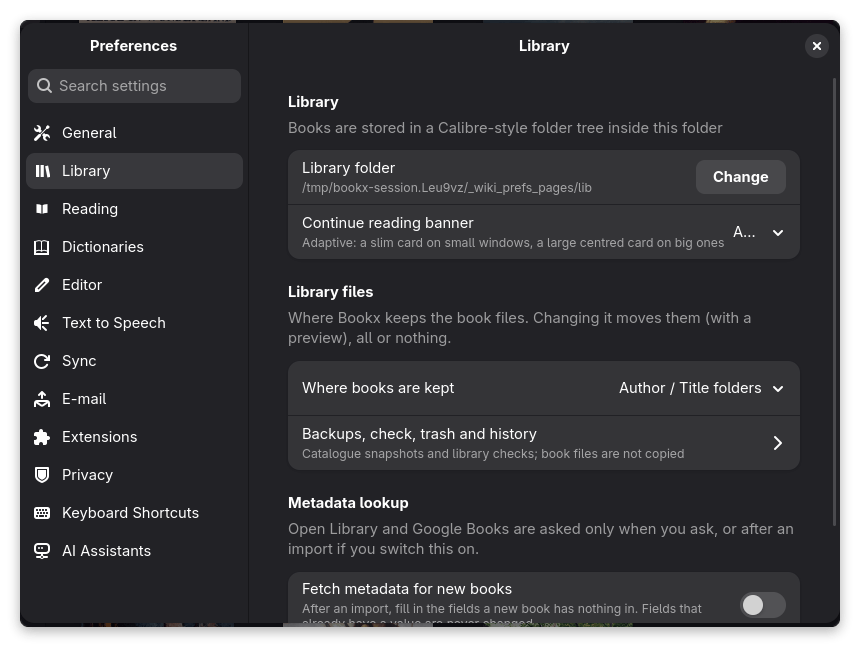 Preferences
Library
Search settings
General
Library
Reading
Dictionaries
Editor
Text to Speech
Sync
E-mail
Extensions
Privacy
Keyboard Shortcuts
AI Assistants
Library
Books are stored in a Calibre-style folder tree inside this folder
Library folder
/tmp/bookx-session.Leu9vz/_wiki_prefs_pages/lib
Change
Continue reading banner
Adaptive: a slim card on small windows, a large centred card on big ones
A...
Library files
Where Bookx keeps the book files. Changing it moves them (with a
preview), all or nothing.
Where books are kept
Author / Title folders
Backups, check, trash and history
Catalogue snapshots and library checks; book files are not copied
Metadata lookup
Open Library and Google Books are asked only when you ask, or after an
import if you switch this on.
Fetch metadata for new books
After an import, fill in the fields a new book has nothing in. Fields that
already have a value are never changed.